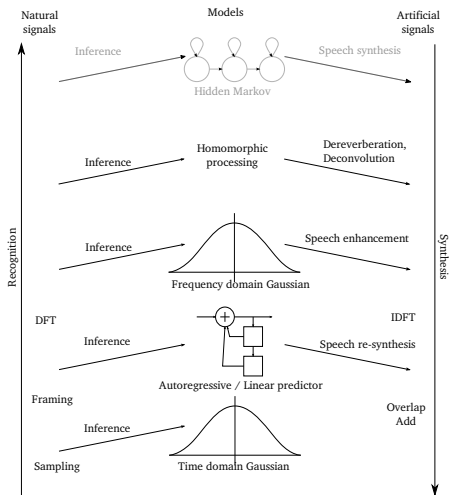 Natural
signals
Models
Artificial
signals
Inference
Speech synthesis
Hidden Markov
Inference
Homomorphic
processing
Dereverberation,
Deconvolution
Recognition
Inference
Speech enhancement
Synthesis
Frequency domain Gaussian
DFT
IDFT
Inference
+
Speech re-synthesis
Autoregressive / Linear predictor
Framing
Overlap
Add
Inference
Sampling
Time domain Gaussian